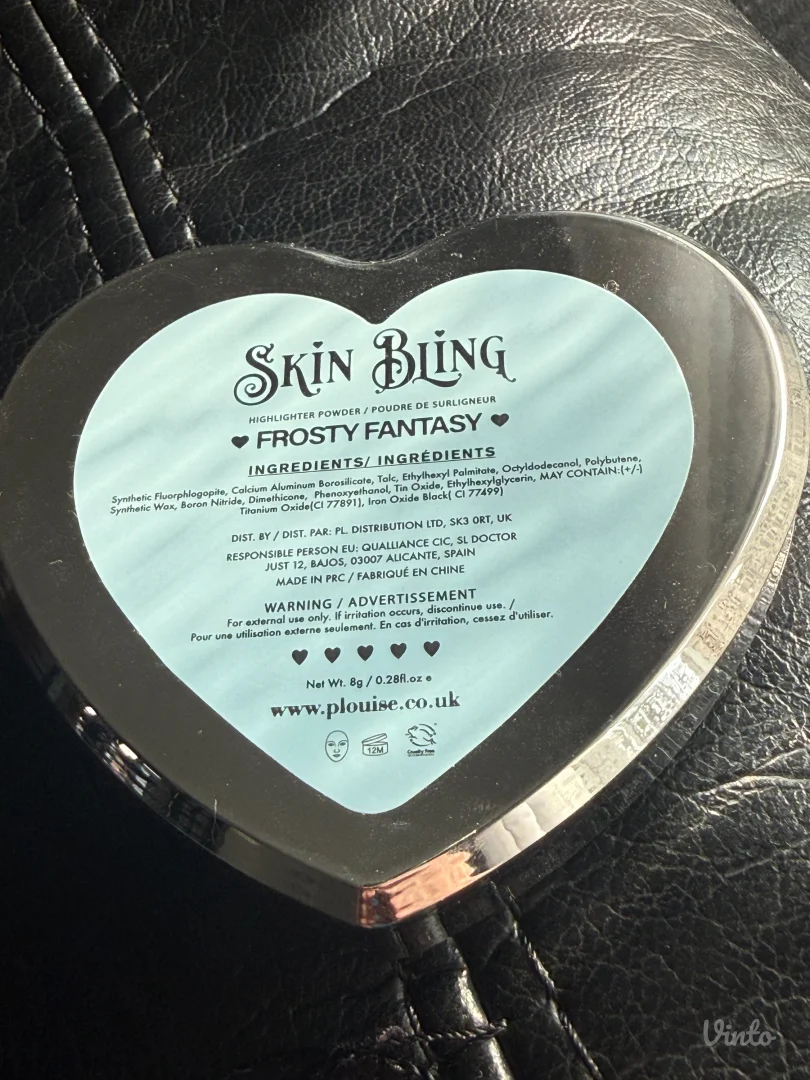 SKIN BLING
HIGHLIGHTER POWDER / POUDRE DE SURLIGNEUR
FROSTY FANTASY
INGREDIENTS/ INGRÉDIENTS
Synthetic Fluorphlogopite, Calcium Aluminum Borosilicate, Talc, Ethylhexyl Palmitate, Octyldodecanol, Polybutene,
Synthetic Wax, Boron Nitride, Dimethicone, Phenoxyethanol, Tin Oxide, Ethylhexylglycerin, MAY CONTAIN:(+/-)
Titanium Oxide(CI 77891), Iron Oxide Black( CI 77499)
DIST. BY / DIST. PAR: PL. DISTRIBUTION LTD, SK3 0RT, UK
RESPONSIBLE PERSON EU: QUALLIANCE CIC, SL DOCTOR
JUST 12, BAJOS, 03007 ALICANTE, SPAIN
MADE IN PRC / FABRIQUÉ EN CHINE
WARNING / ADVERTISSEMENT
For external use only. If irritation occurs, discontinue use. /
Pour une utilisation externe seulement. En cas d'irritation, cessez d'utiliser.
Net Wt. 8g / 0.28fl.oz e
www.plouise.co.uk
12M
Cruelty Free
Vinto